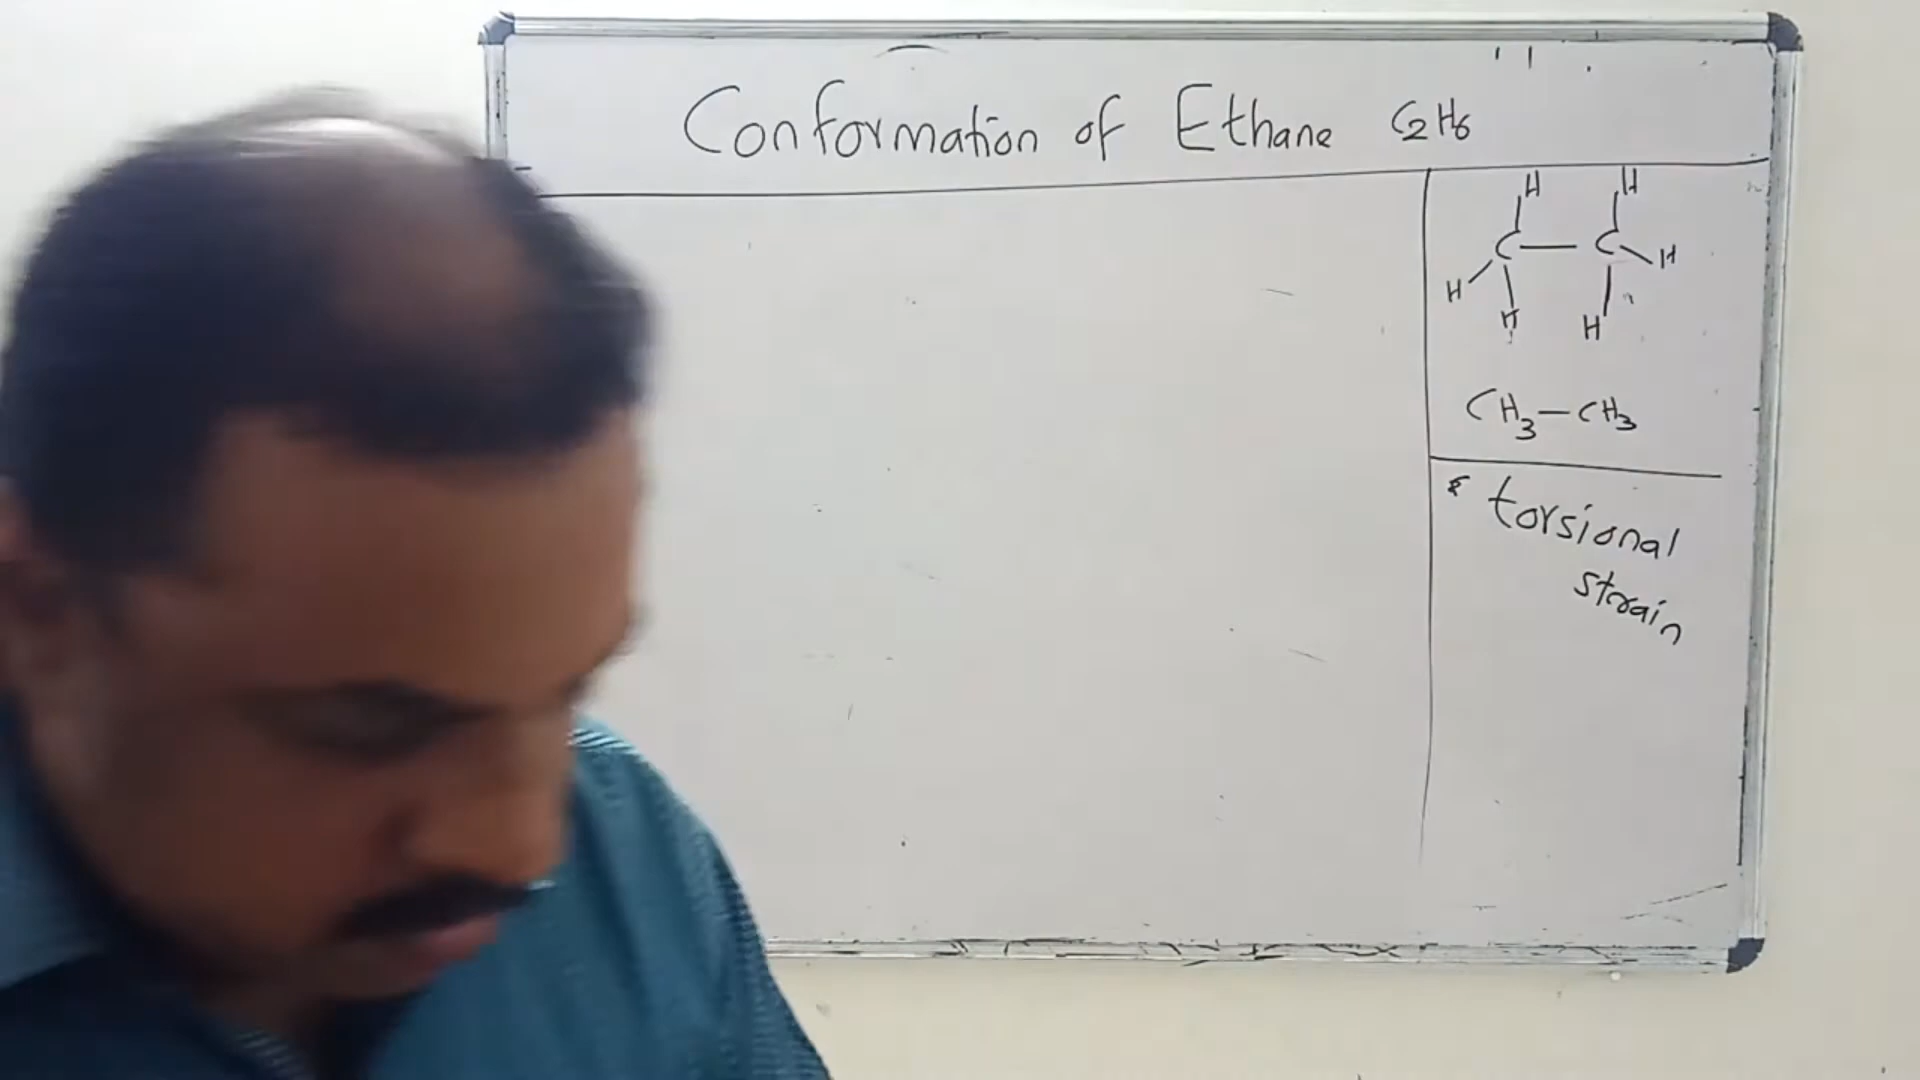 Conformation of Ethane C2H6
H H
C — C
H H
H H
CH3 — CH3
* torsional
strain